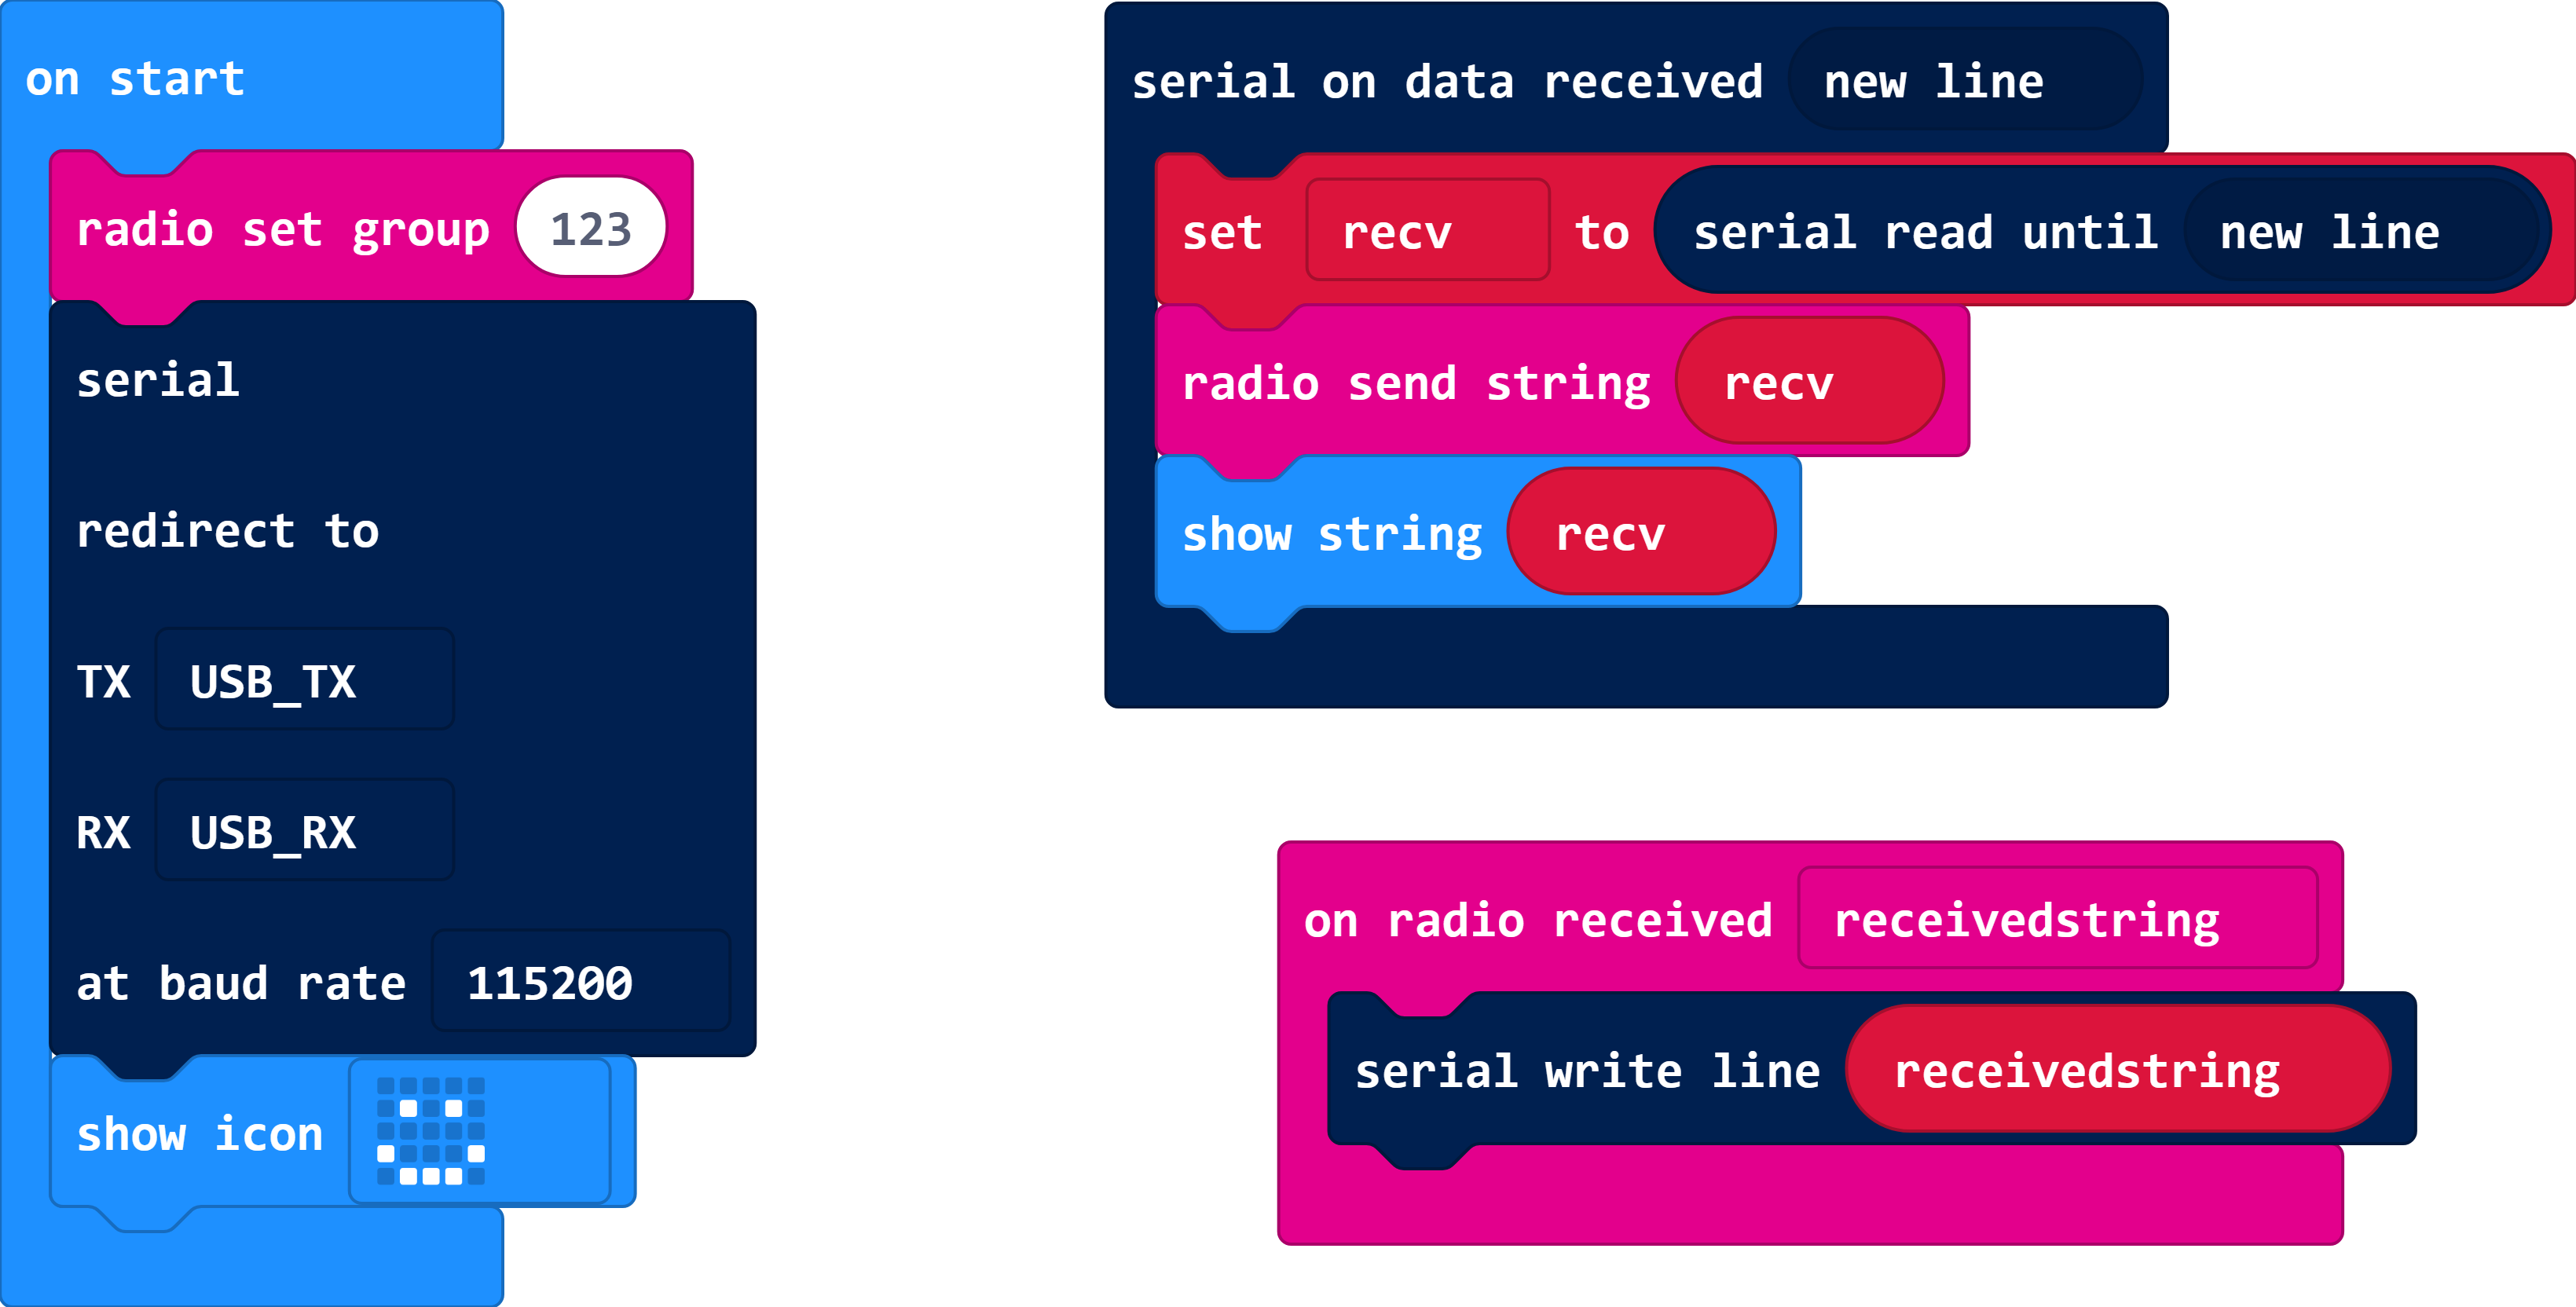 on start
radio set group 123
serial
redirect to
TX USB_TX
RX USB_RX
at baud rate 115200
show icon
serial on data received new line
set recv to serial read until new line
radio send string recv
show string recv
on radio received receivedstring
serial write line receivedstring